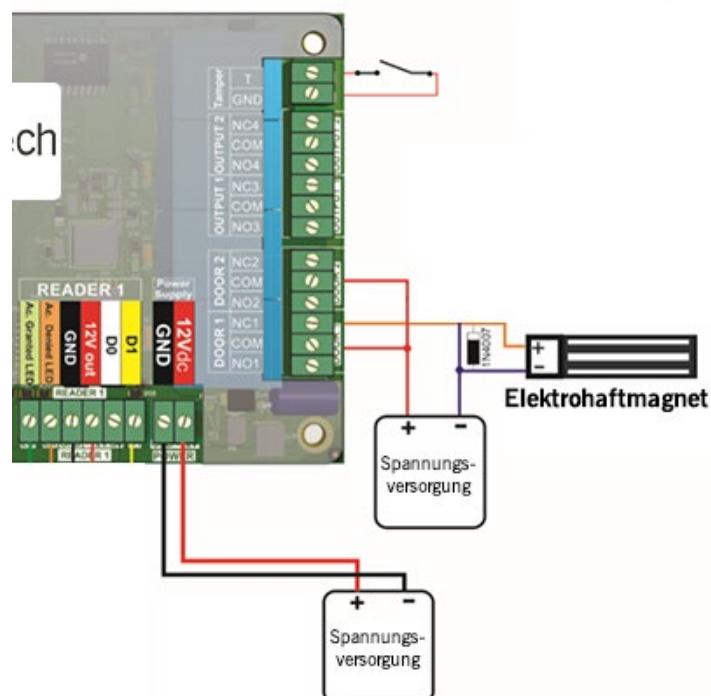 Tamper
T
GND
OUTPUT 2
NC4
COM
NO4
OUTPUT 1
NC3
COM
NO3
DOOR 2
NC2
COM
NO2
DOOR 1
NC1
COM
NO1
ech
READER 1
Ac. Granted LED
Ac. Denied LED
GND
12V out
D0
D1
Power
Supply
GND
12Vdc
READER 1
READER 1
POWER
1N4007
+
-
Elektrohaftmagnet
+ -
Spannungs-
versorgung
+ -
Spannungs-
versorgung